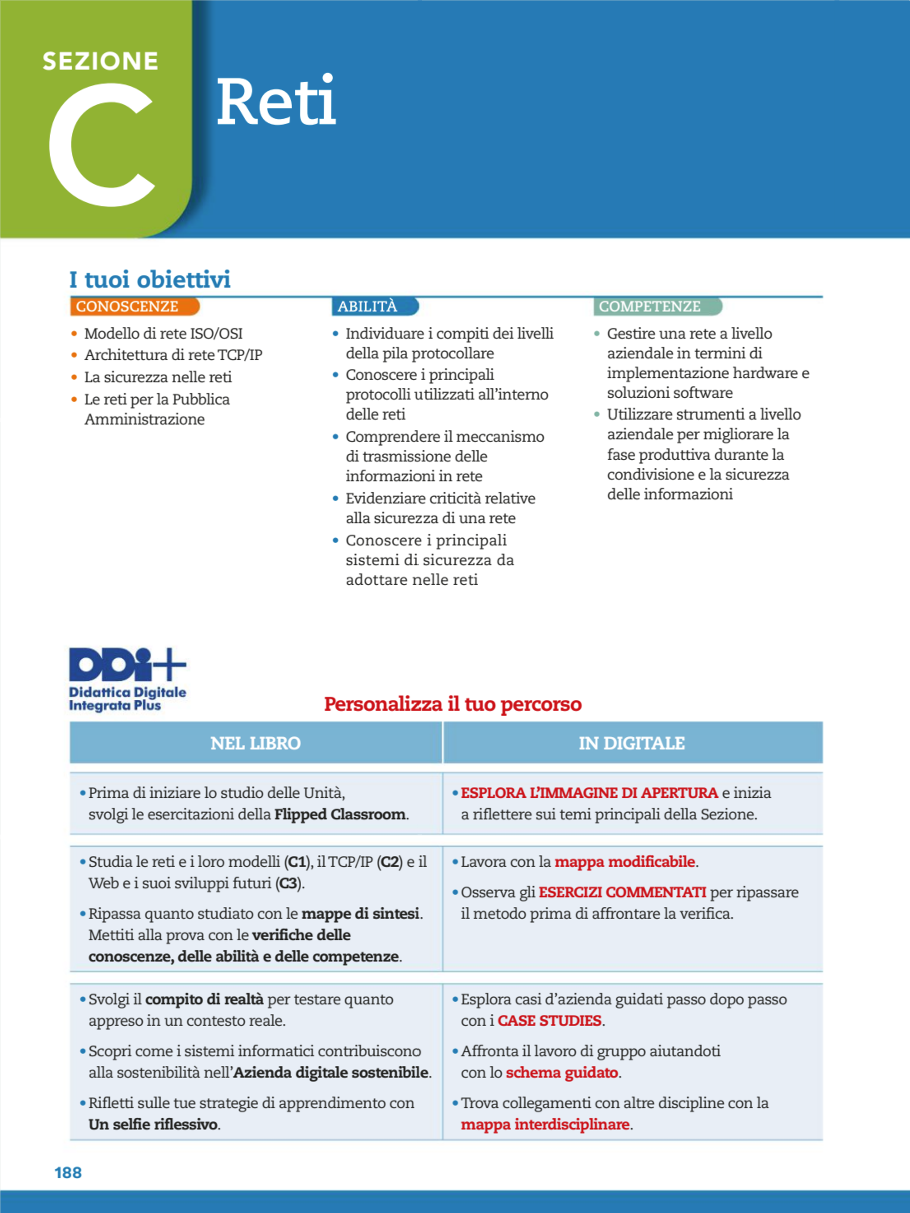 SEZIONE
C
Reti
I tuoi obiettivi
CONOSCENZE
• Modello di rete ISO/OSI
• Architettura di rete TCP/IP
• La sicurezza nelle reti
• Le reti per la Pubblica
Amministrazione
ABILITÀ
• Individuare i compiti dei livelli
della pila protocollare
• Conoscere i principali
protocolli utilizzati all’interno
delle reti
• Comprendere il meccanismo
di trasmissione delle
informazioni in rete
• Evidenziare criticità relative
alla sicurezza di una rete
• Conoscere i principali
sistemi di sicurezza da
adottare nelle reti
COMPETENZE
• Gestire una rete a livello
aziendale in termini di
implementazione hardware e
soluzioni software
• Utilizzare strumenti a livello
aziendale per migliorare la
fase produttiva durante la
condivisione e la sicurezza
delle informazioni
DDi+
Didattica Digitale
Integrata Plus
Personalizza il tuo percorso
NEL LIBRO
IN DIGITALE
• Prima di iniziare lo studio delle Unità,
svolgi le esercitazioni della Flipped Classroom.
• ESPLORA L’IMMAGINE DI APERTURA e inizia
a riflettere sui temi principali della Sezione.
• Studia le reti e i loro modelli (C1), il TCP/IP (C2) e il
Web e i suoi sviluppi futuri (C3).
• Ripassa quanto studiato con le mappe di sintesi.
Mettiti alla prova con le verifiche delle
conoscenze, delle abilità e delle competenze.
• Lavora con la mappa modificabile.
• Osserva gli ESERCIZI COMMENTATI per ripassare
il metodo prima di affrontare la verifica.
• Svolgi il compito di realtà per testare quanto
appreso in un contesto reale.
• Scopri come i sistemi informatici contribuiscono
alla sostenibilità nell’Azienda digitale sostenibile.
• Rifletti sulle tue strategie di apprendimento con
Un selfie riflessivo.
• Esplora casi d’azienda guidati passo dopo passo
con i CASE STUDIES.
• Affronta il lavoro di gruppo aiutandoti
con lo schema guidato.
• Trova collegamenti con altre discipline con la
mappa interdisciplinare.
188